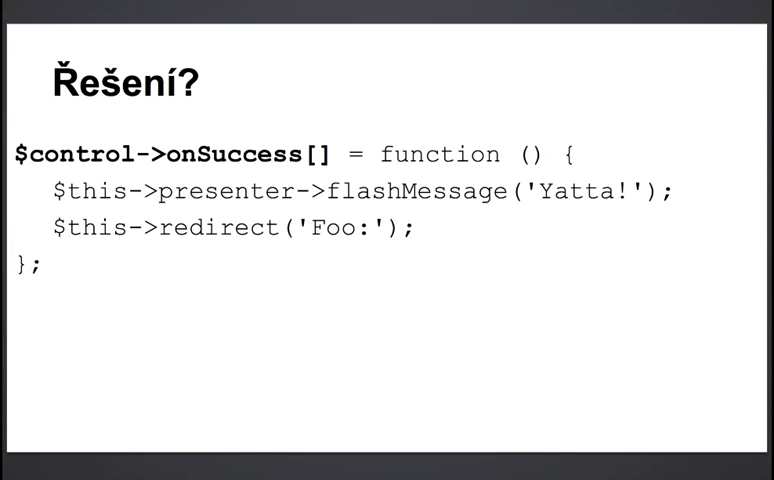 Řešení?
$control->onSuccess[] = function () {
$this->presenter->flashMessage('Yatta!');
$this->redirect('Foo:');
};